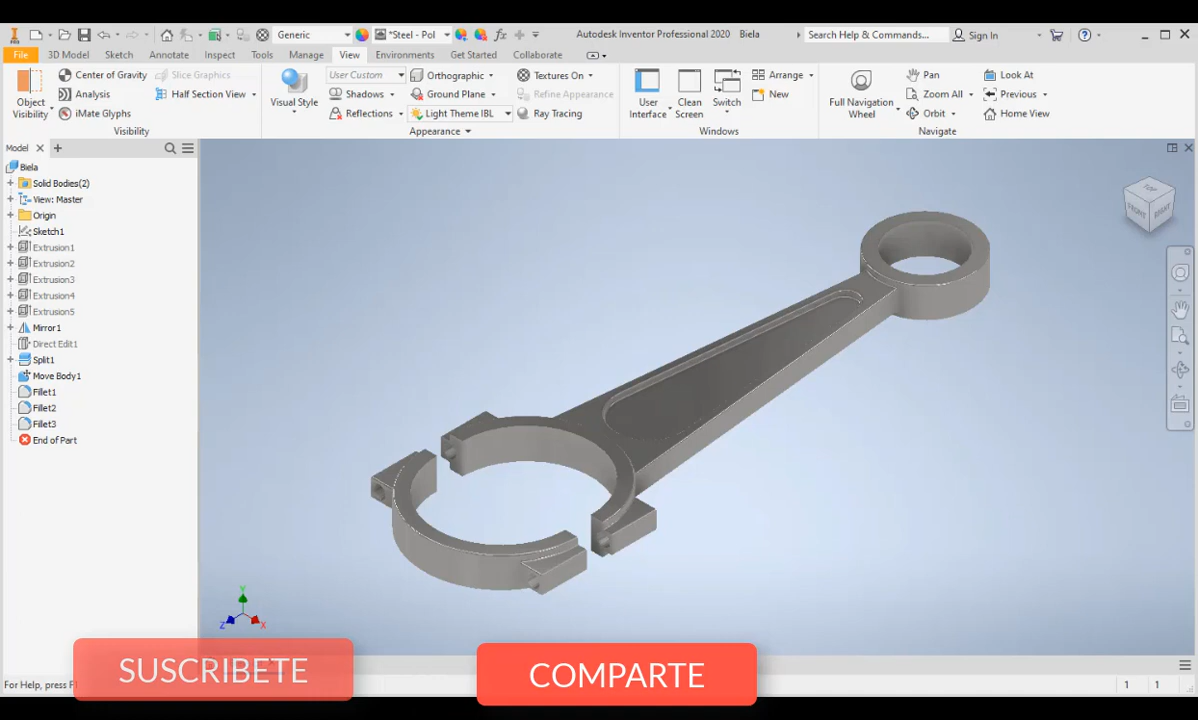 Generic
*Steel - Pol
Autodesk Inventor Professional 2020 Biela
Search Help & Commands...
Sign In
File
3D Model
Sketch
Annotate
Inspect
Tools
Manage
View
Environments
Get Started
Collaborate
Object
Visibility
Center of Gravity
Analysis
iMate Glyphs
Slice Graphics
Half Section View
Visibility
Visual Style
User Custom
Shadows
Reflections
Orthographic
Ground Plane
Light Theme IBL
Textures On
Refine Appearance
Ray Tracing
Appearance
User
Interface
Clean
Screen
Switch
Arrange
New
Windows
Full Navigation
Wheel
Pan
Zoom All
Orbit
Look At
Previous
Home View
Navigate
Model
Biela
Solid Bodies(2)
View: Master
Origin
Sketch1
Extrusion1
Extrusion2
Extrusion3
Extrusion4
Extrusion5
Mirror1
Direct Edit1
Split1
Move Body1
Fillet1
Fillet2
Fillet3
End of Part
TOP
FRONT
RIGHT
Y
Z
X
SUSCRIBETE
COMPARTE
For Help, press F1
1 1